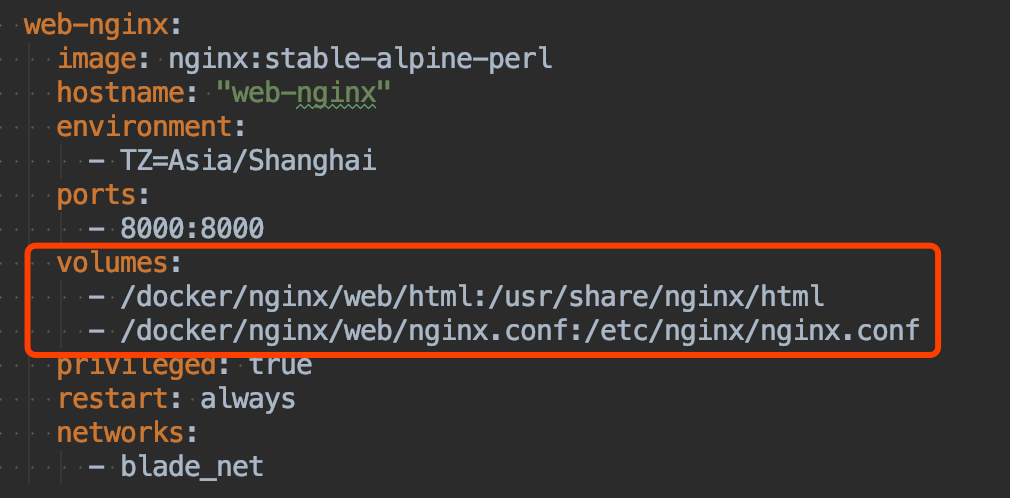 web-nginx:
image: nginx:stable-alpine-perl
hostname: "web-nginx"
environment:
- TZ=Asia/Shanghai
ports:
- 8000:8000
volumes:
- /docker/nginx/web/html:/usr/share/nginx/html
- /docker/nginx/web/nginx.conf:/etc/nginx/nginx.conf
privileged: true
restart: always
networks:
- blade_net